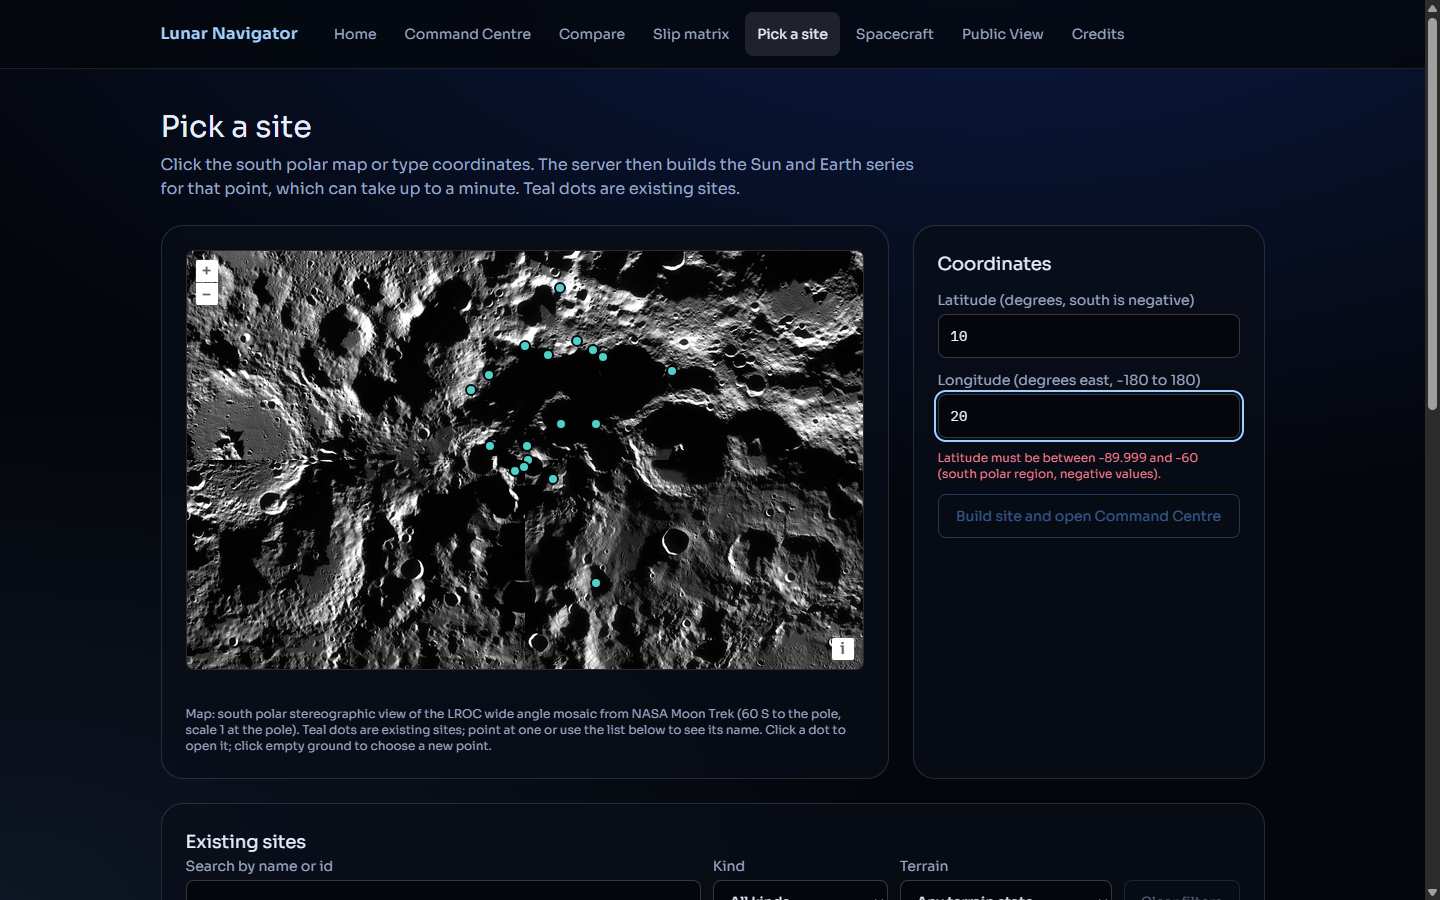 Lunar Navigator Home Command Centre Compare Slip matrix Pick a site Spacecraft Public View Credits
Pick a site
Click the south polar map or type coordinates. The server then builds the Sun and Earth series
for that point, which can take up to a minute. Teal dots are existing sites.
+
−
i
Map: south polar stereographic view of the LROC wide angle mosaic from NASA Moon Trek (60 S to the pole,
scale 1 at the pole). Teal dots are existing sites; point at one or use the list below to see its name. Click a dot to
open it; click empty ground to choose a new point.
Coordinates
Latitude (degrees, south is negative)
10
Longitude (degrees east, -180 to 180)
20
Latitude must be between -89.999 and -60
(south polar region, negative values).
Build site and open Command Centre
Existing sites
Search by name or id Kind Terrain